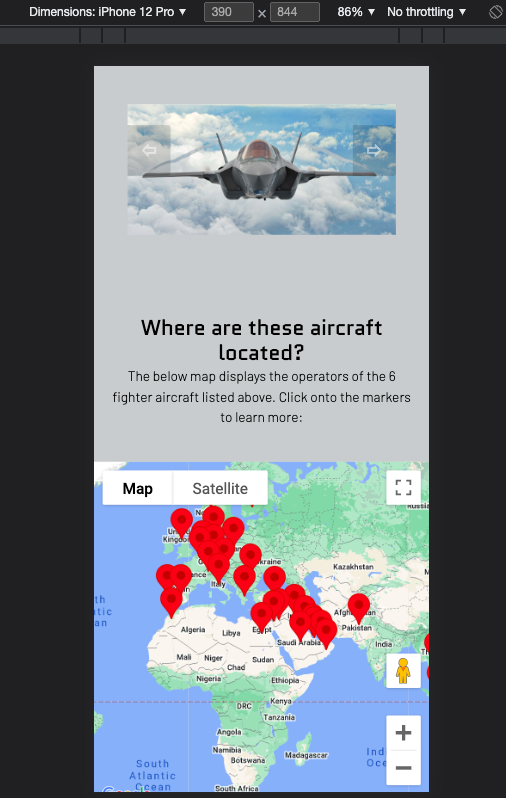 Dimensions: iPhone 12 Pro ▼ 390 × 844 86% ▼ No throttling ▼
Where are these aircraft
located?
The below map displays the operators of the 6
fighter aircraft listed above. Click onto the markers
to learn more:
Map Satellite
Kazakhstan
Italy
Pakistan
Algeria Libya Egypt
Saudi Arabia India
Mali Niger Sudan
Chad
Nigeria Ethiopia
DRC Kenya
Tanzania
Angola
Namibia Madagascar
Botswana
South
Atlantic
Ocean
South Africa